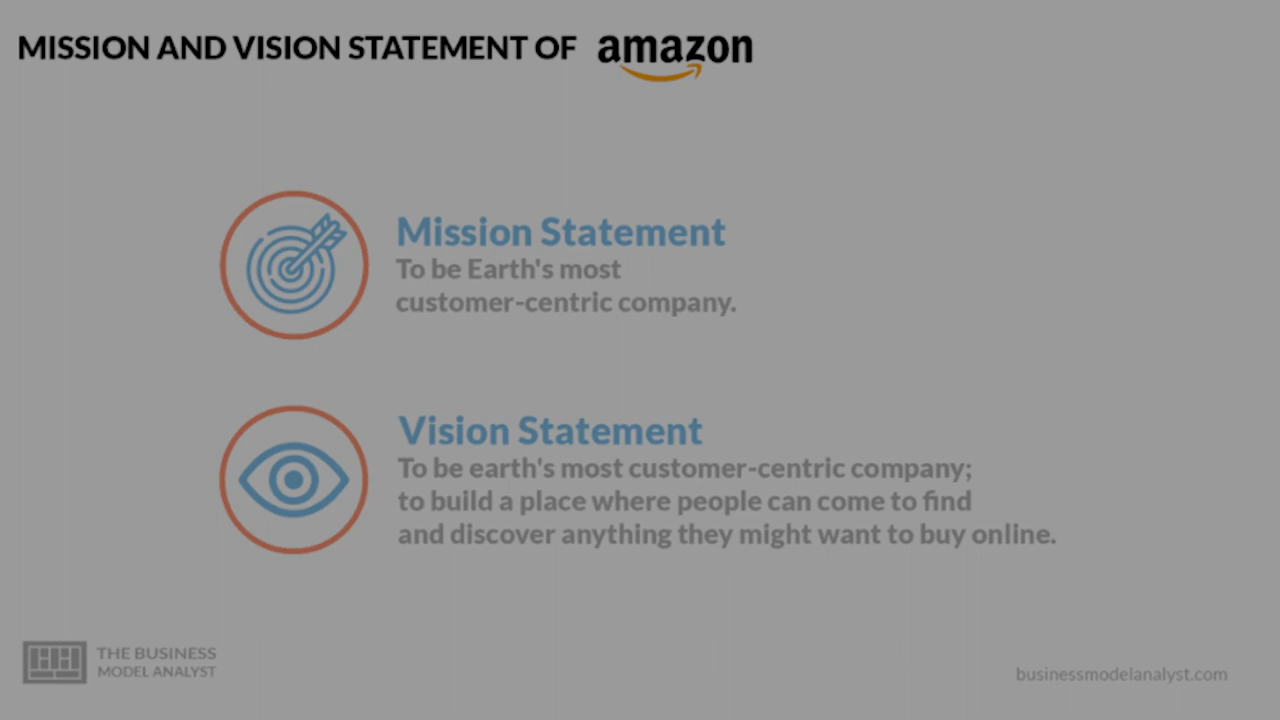 MISSION AND VISION STATEMENT OF amazon
Mission Statement
To be Earth's most
customer-centric company.
Vision Statement
To be earth's most customer-centric company;
to build a place where people can come to find
and discover anything they might want to buy online.
THE BUSINESS
MODEL ANALYST
businessmodelanalyst.com